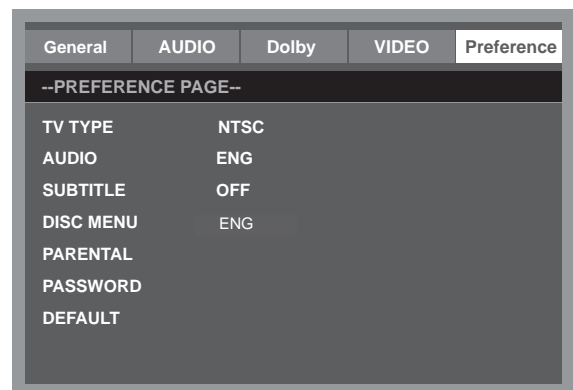 General AUDIO Dolby VIDEO Preference
--PREFERENCE PAGE--
TV TYPE NTSC
AUDIO ENG
SUBTITLE OFF
DISC MENU ENG
PARENTAL
PASSWORD
DEFAULT